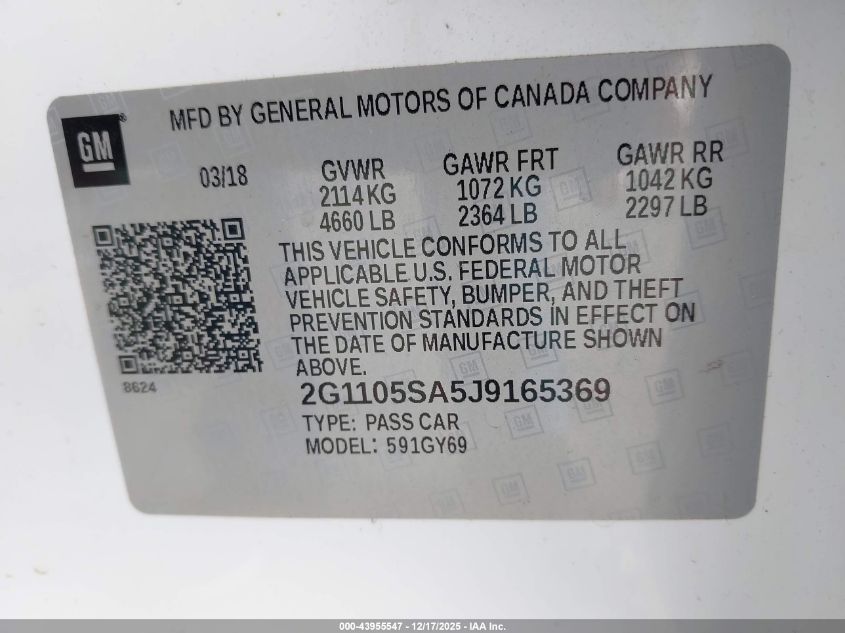 GM
MFD BY GENERAL MOTORS OF CANADA COMPANY
03/18
GVWR
2114 KG
4660 LB
GAWR FRT
1072 KG
2364 LB
GAWR RR
1042 KG
2297 LB
THIS VEHICLE CONFORMS TO ALL
APPLICABLE U.S. FEDERAL MOTOR
VEHICLE SAFETY, BUMPER, AND THEFT
PREVENTION STANDARDS IN EFFECT ON
THE DATE OF MANUFACTURE SHOWN
ABOVE.
8624
2G1105SA5J9165369
TYPE: PASS CAR
MODEL: 591GY69
000-43955547 - 12/17/2025 - IAA Inc.